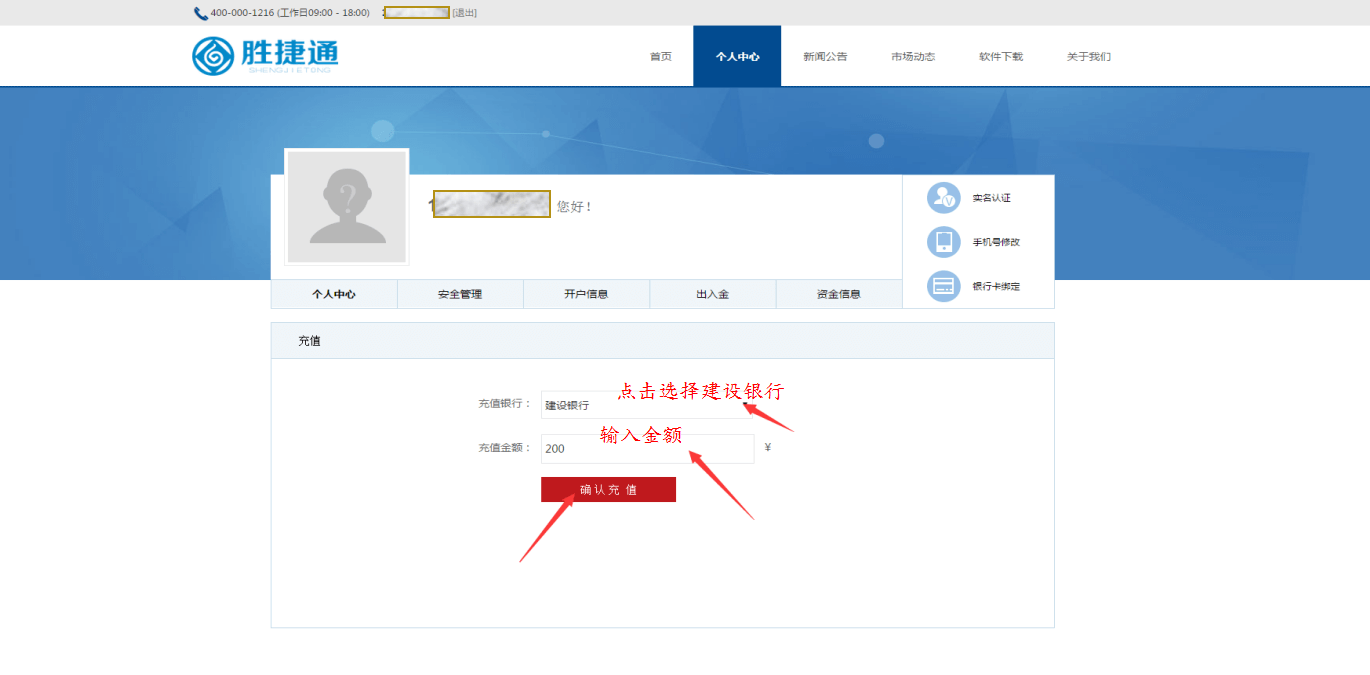 400-000-1216 (工作日09:00 - 18:00) [退出]
胜捷通
SHENGJIETONG
首页 个人中心 新闻公告 市场动态 软件下载 关于我们
?
您好！
实名认证
手机号修改
银行卡绑定
个人中心 安全管理 开户信息 出入金 资金信息
充值
点击选择建设银行
充值银行： 建设银行
输入金额
充值金额： 200 ¥
确认充 值